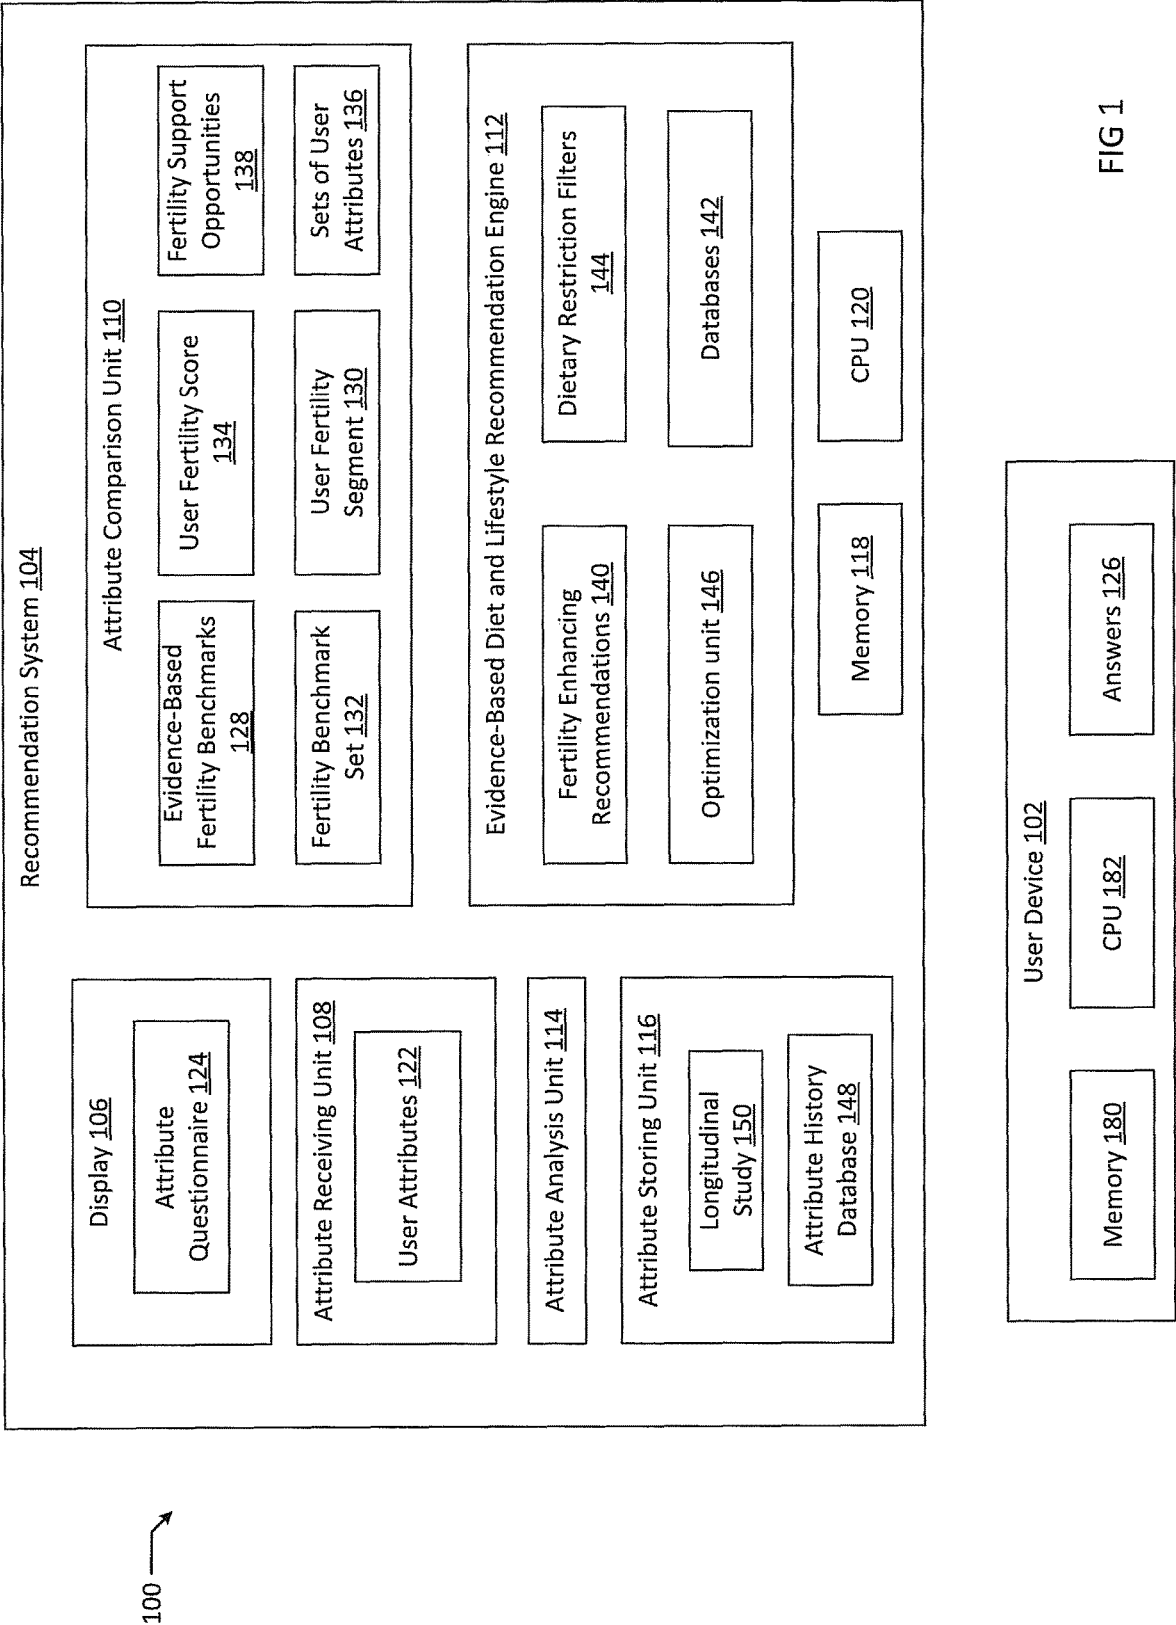 100
Recommendation System 104
Display 106
Attribute
Questionnaire 124
Attribute Receiving Unit 108
User Attributes 122
Attribute Analysis Unit 114
Attribute Storing Unit 116
Longitudinal
Study 150
Attribute History
Database 148
Attribute Comparison Unit 110
Evidence-Based
Fertility Benchmarks
128
User Fertility Score
134
Fertility Support
Opportunities
138
Fertility Benchmark
Set 132
User Fertility
Segment 130
Sets of User
Attributes 136
Evidence-Based Diet and Lifestyle Recommendation Engine 112
Fertility Enhancing
Recommendations 140
Dietary Restriction Filters
144
Optimization unit 146
Databases 142
Memory 118
CPU 120
User Device 102
Memory 180
CPU 182
Answers 126
FIG 1